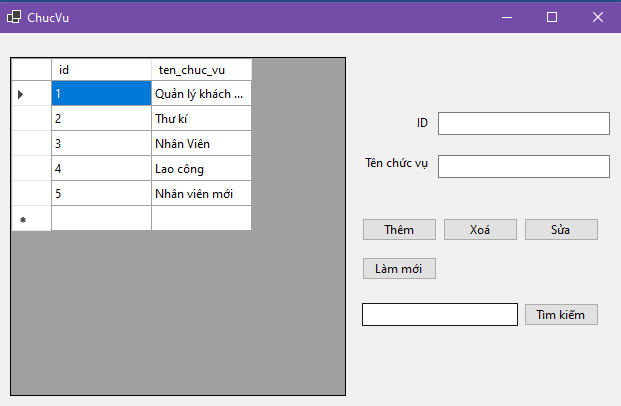 ChucVu
id ten_chuc_vu
1 Quản lý khách ...
2 Thư kí
3 Nhân Viên
4 Lao công
5 Nhân viên mới
ID
Tên chức vụ
Thêm Xoá Sửa
Làm mới
Tìm kiếm